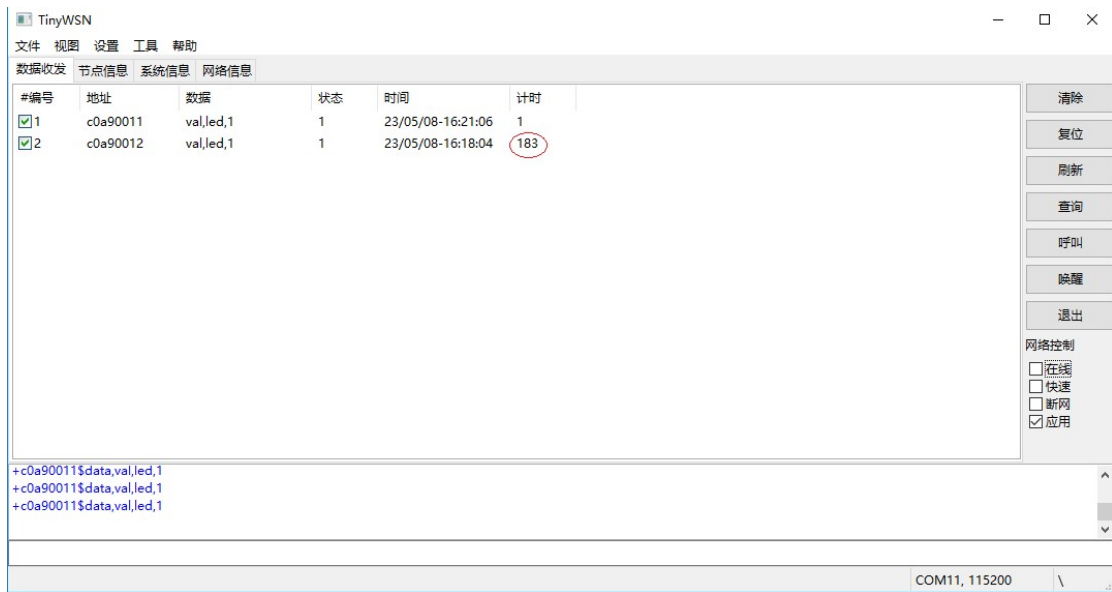 TinyWSN
文件 视图 设置 工具 帮助
数据收发 节点信息 系统信息 网络信息
#编号 地址 数据 状态 时间 计时
1 c0a90011 val,led,1 1 23/05/08-16:21:06 1
2 c0a90012 val,led,1 1 23/05/08-16:18:04 183
清除
复位
刷新
查询
呼叫
唤醒
退出
网络控制
在线
快速
断网
应用
+c0a90011$data,val,led,1
+c0a90011$data,val,led,1
+c0a90011$data,val,led,1
COM11, 115200 \